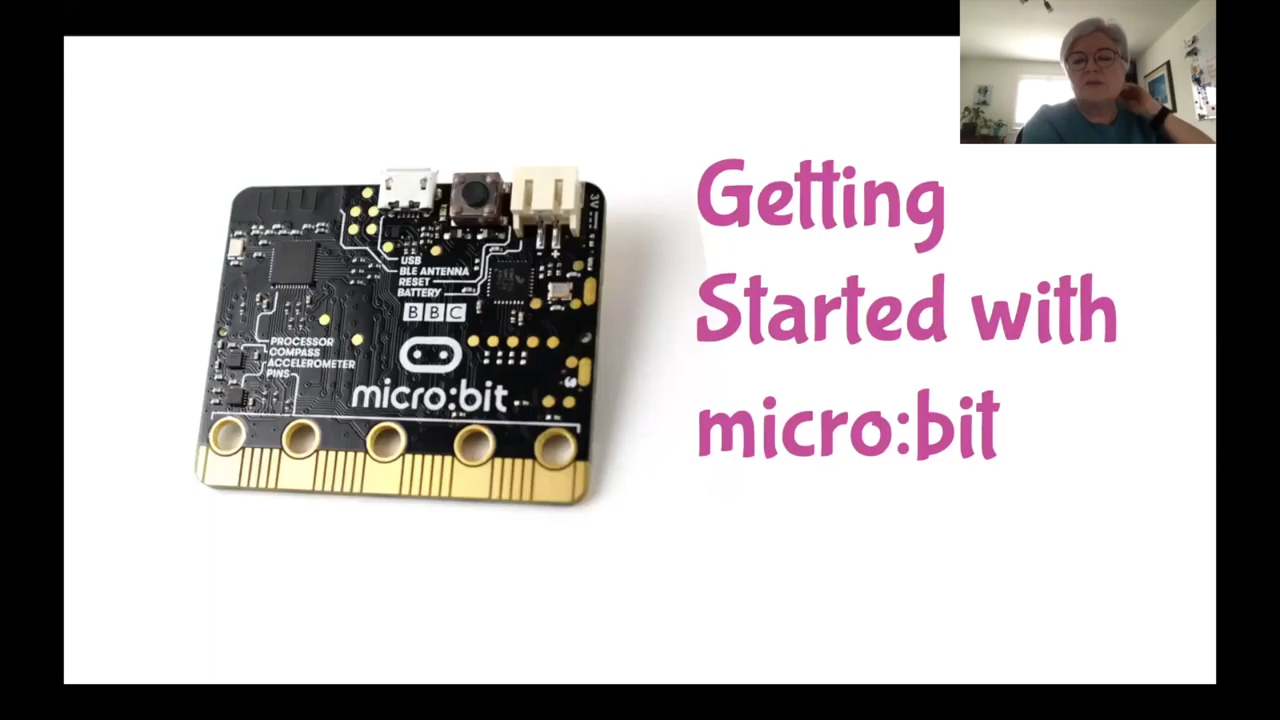 Getting
Started with
micro:bit
3V
USB
BLE ANTENNA
RESET
BATTERY
BBC
PROCESSOR
COMPASS
ACCELEROMETER
PINS
micro:bit